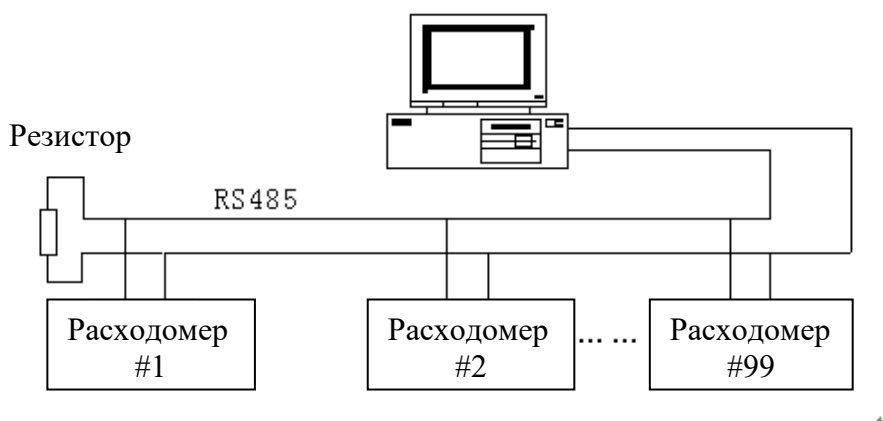 Резистор
RS485
Расходомер
#1
Расходомер
#2
... ...
Расходомер
#99